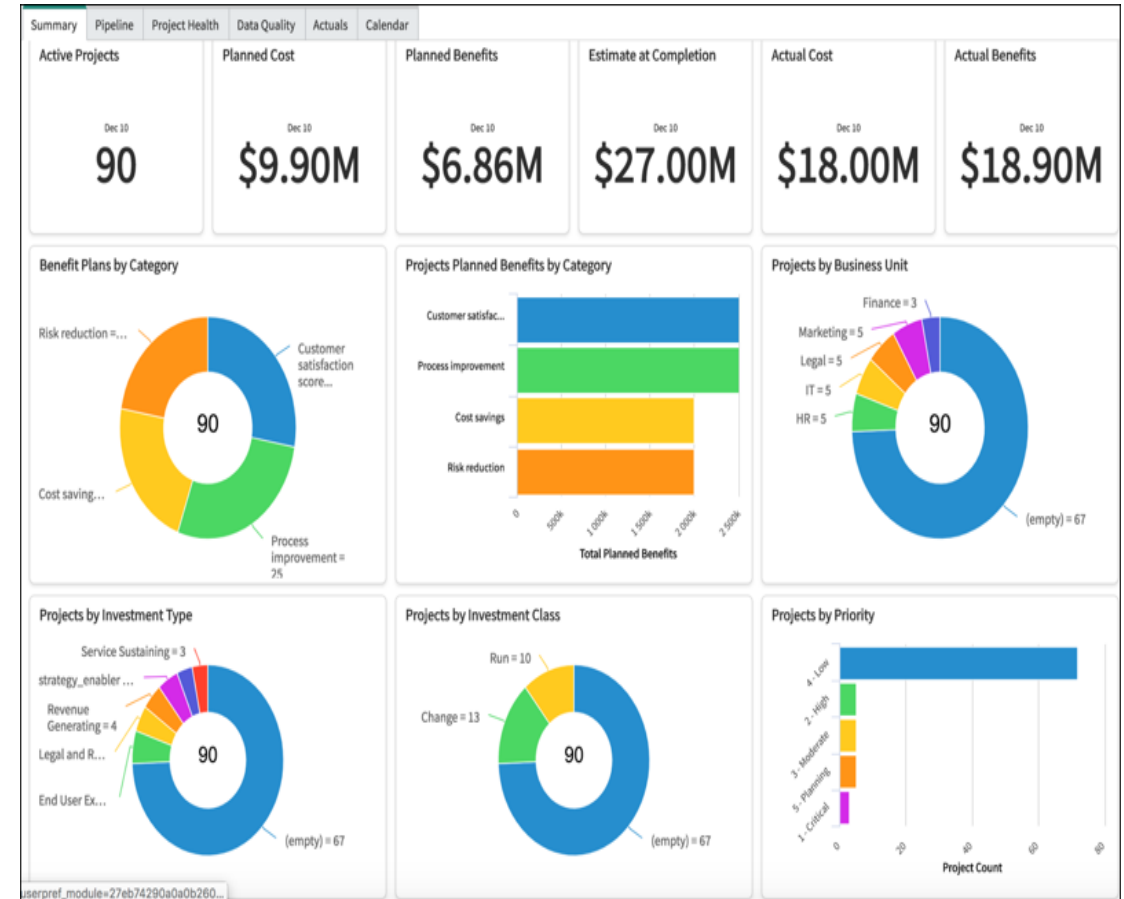 Summary Pipeline Project Health Data Quality Actuals Calendar
Active Projects
Dec 10
90
Planned Cost
Dec 10
$9.90M
Planned Benefits
Dec 10
$6.86M
Estimate at Completion
Dec 10
$27.00M
Actual Cost
Dec 10
$18.00M
Actual Benefits
Dec 10
$18.90M
Benefit Plans by Category
Risk reduction =...
Customer
satisfaction
score...
90
Cost saving...
Process
improvement =
25
Projects Planned Benefits by Category
Customer satisfac...
Process improvement
Cost savings
Risk reduction
0 500k 1 000k 1 500k 2 000k 2 500k
Total Planned Benefits
Projects by Business Unit
Finance = 3
Marketing = 5
Legal = 5
IT = 5
HR = 5
90
(empty) = 67
Projects by Investment Type
Service Sustaining = 3
strategy_enabler ...
Revenue
Generating = 4
Legal and R...
90
End User Ex...
(empty) = 67
Projects by Investment Class
Run = 10
Change = 13
90
(empty) = 67
Projects by Priority
4 - Low
2 - High
3 - Moderate
5 - Planning
1 - Critical
0 20 40 60 80
Project Count
userpref_module=27eb74290a0a0b260...